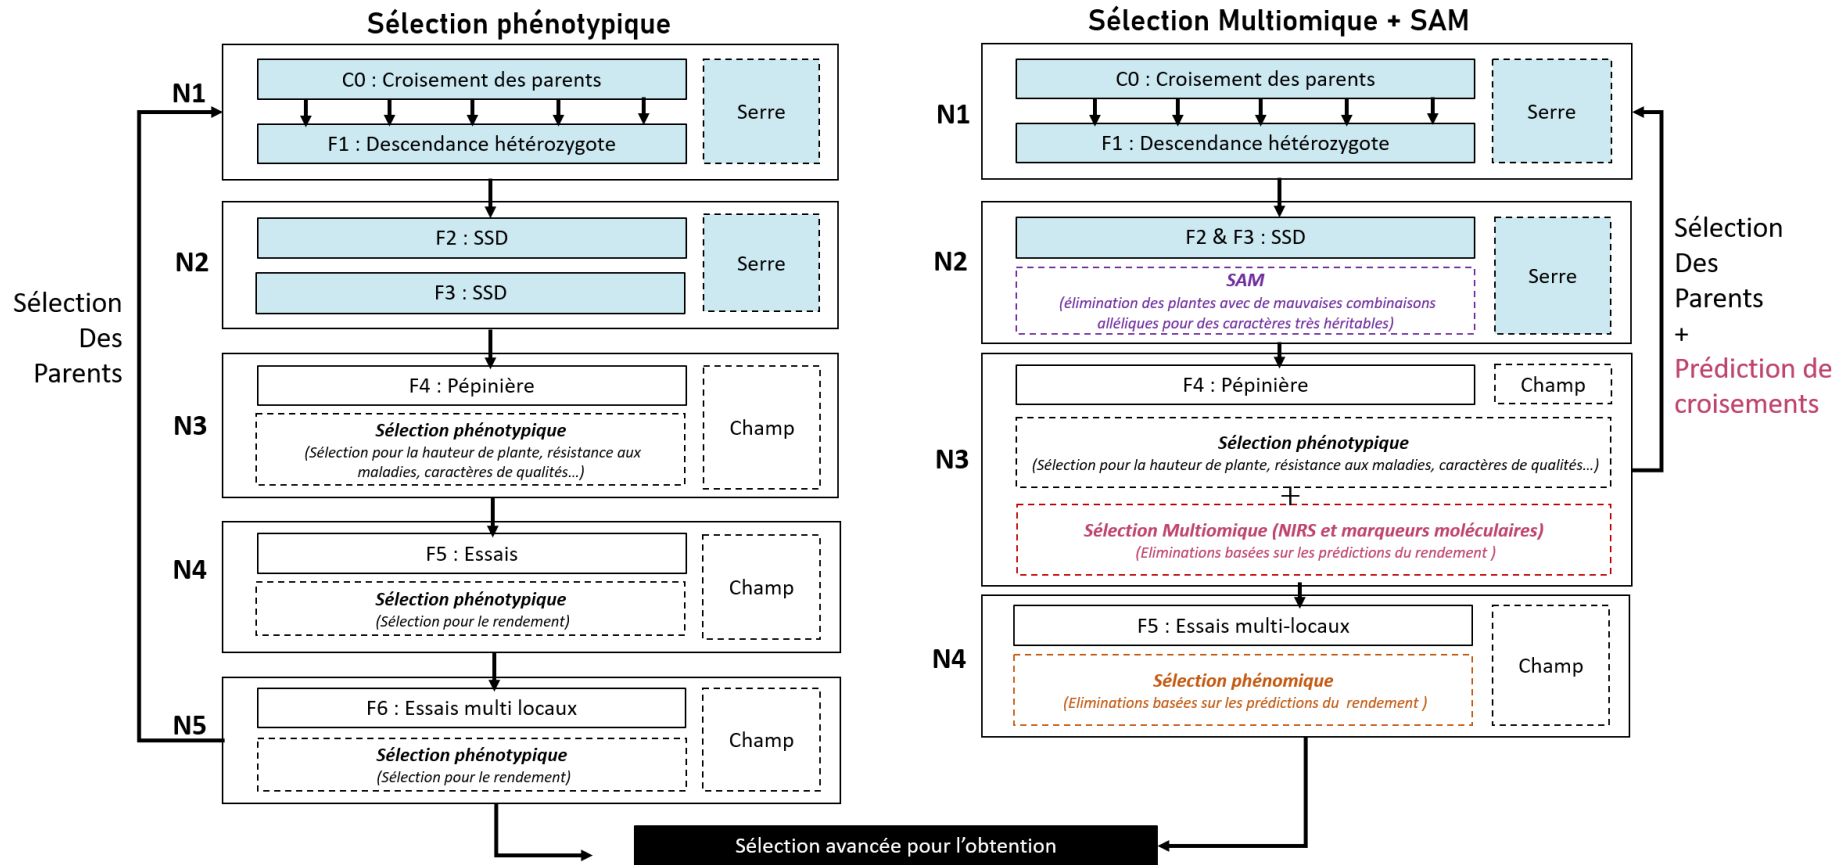 Sélection phénotypique
N1
C0 : Croisement des parents
F1 : Descendance hétérozygote
Serre
N2
F2 : SSD
F3 : SSD
Serre
Sélection
Des
Parents
N3
F4 : Pépinière
Sélection phénotypique
(Sélection pour la hauteur de plante, résistance aux
maladies, caractères de qualités...)
Champ
N4
F5 : Essais
Sélection phénotypique
(Sélection pour le rendement)
Champ
N5
F6 : Essais multi locaux
Sélection phénotypique
(Sélection pour le rendement)
Champ
Sélection Multiomique + SAM
N1
C0 : Croisement des parents
F1 : Descendance hétérozygote
Serre
N2
F2 & F3 : SSD
SAM
(élimination des plantes avec de mauvaises combinaisons
alléliques pour des caractères très héritables)
Serre
Sélection
Des
Parents
+
Prédiction de
croisements
N3
F4 : Pépinière
Champ
Sélection phénotypique
(Sélection pour la hauteur de plante, résistance aux maladies, caractères de qualités...)
+
Sélection Multiomique (NIRS et marqueurs moléculaires)
(Eliminations basées sur les prédictions du rendement )
N4
F5 : Essais multi-locaux
Sélection phénomique
(Eliminations basées sur les prédictions du  rendement )
Champ
Sélection avancée pour l'obtention